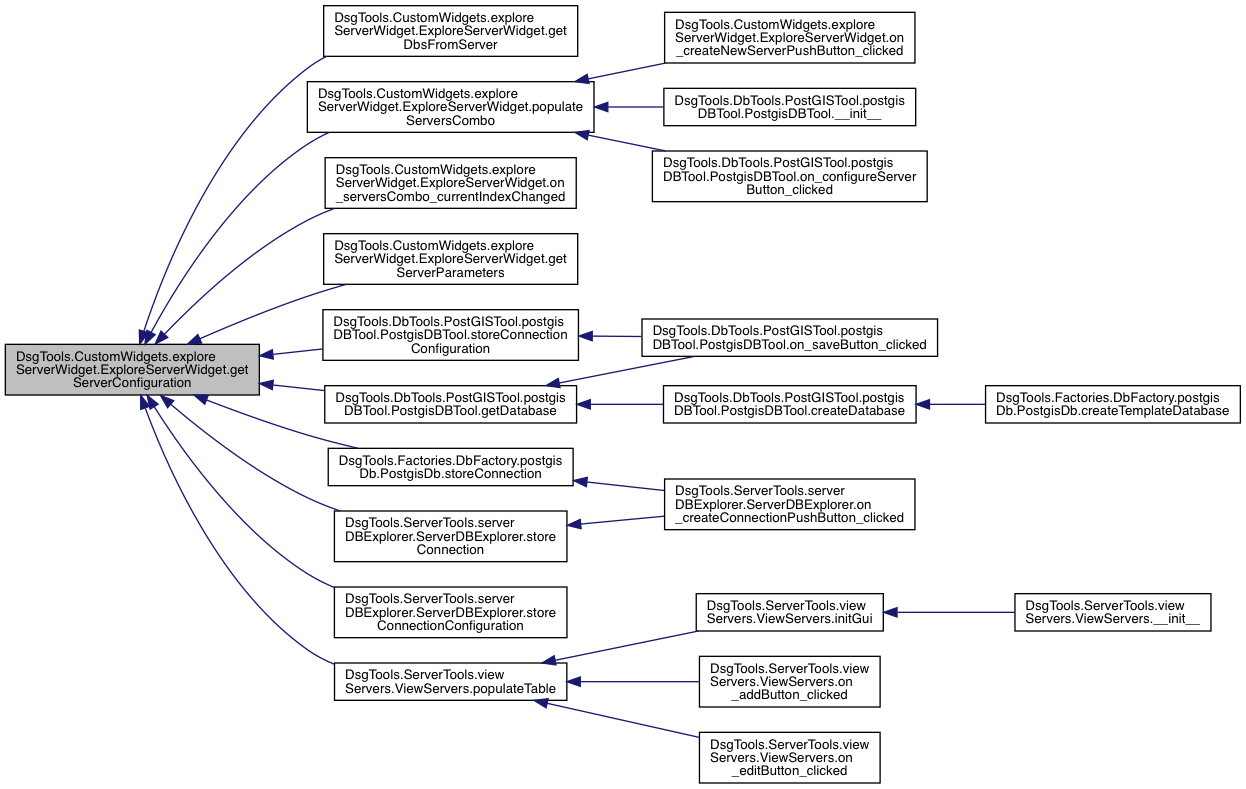 DsgTools.CustomWidgets.explore
ServerWidget.ExploreServerWidget.get
DbsFromServer
DsgTools.CustomWidgets.explore
ServerWidget.ExploreServerWidget.on
_createNewServerPushButton_clicked
DsgTools.CustomWidgets.explore
ServerWidget.ExploreServerWidget.populate
ServersCombo
DsgTools.DbTools.PostGISTool.postgis
DBTool.PostgisDBTool.__init__
DsgTools.DbTools.PostGISTool.postgis
DBTool.PostgisDBTool.on_configureServer
Button_clicked
DsgTools.CustomWidgets.explore
ServerWidget.ExploreServerWidget.on
_serversCombo_currentIndexChanged
DsgTools.CustomWidgets.explore
ServerWidget.ExploreServerWidget.get
ServerParameters
DsgTools.DbTools.PostGISTool.postgis
DBTool.PostgisDBTool.storeConnection
Configuration
DsgTools.DbTools.PostGISTool.postgis
DBTool.PostgisDBTool.on_saveButton_clicked
DsgTools.CustomWidgets.explore
ServerWidget.ExploreServerWidget.get
ServerConfiguration
DsgTools.DbTools.PostGISTool.postgis
DBTool.PostgisDBTool.getDatabase
DsgTools.DbTools.PostGISTool.postgis
DBTool.PostgisDBTool.createDatabase
DsgTools.Factories.DbFactory.postgis
Db.PostgisDb.createTemplateDatabase
DsgTools.Factories.DbFactory.postgis
Db.PostgisDb.storeConnection
DsgTools.ServerTools.server
DBExplorer.ServerDBExplorer.on
_createConnectionPushButton_clicked
DsgTools.ServerTools.server
DBExplorer.ServerDBExplorer.store
Connection
DsgTools.ServerTools.server
DBExplorer.ServerDBExplorer.store
ConnectionConfiguration
DsgTools.ServerTools.view
Servers.ViewServers.initGui
DsgTools.ServerTools.view
Servers.ViewServers.__init__
DsgTools.ServerTools.view
Servers.ViewServers.populateTable
DsgTools.ServerTools.view
Servers.ViewServers.on
_addButton_clicked
DsgTools.ServerTools.view
Servers.ViewServers.on
_editButton_clicked